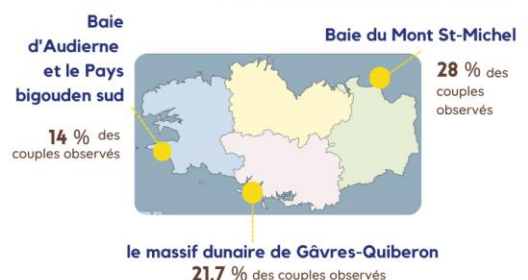 Baie
d'Audierne
et le Pays
bigouden sud
14 % des
couples observés
Baie du Mont St-Michel
28 % des
couples
observés
le massif dunaire de Gâvres-Quiberon
21,7 % des couples observés